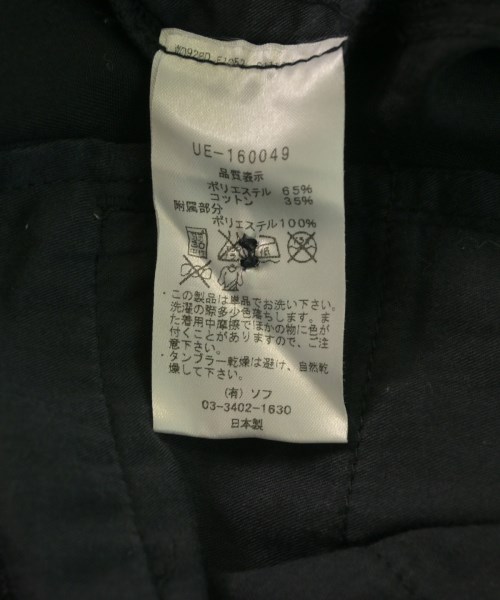 UE-160049
品質表示
ポリエステル 65%
コットン 35%
附属部分
ポリエステル100%
・この製品は単品でお洗い下さい。
洗濯の際多少色落ちします。ま
た着用中摩擦でほかの物に色が
付くことがありますので、ご注
意下さい。
・タンブラー乾燥は避け、自然乾
燥して下さい。
(有) ソフ
03-3402-1630
日本製